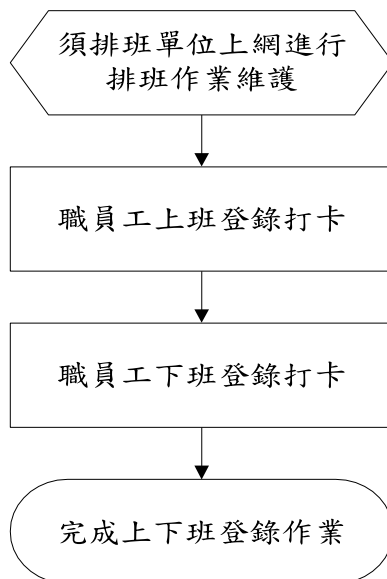 須排班單位上網進行
排班作業維護
職員工上班登錄打卡
職員工下班登錄打卡
完成上下班登錄作業